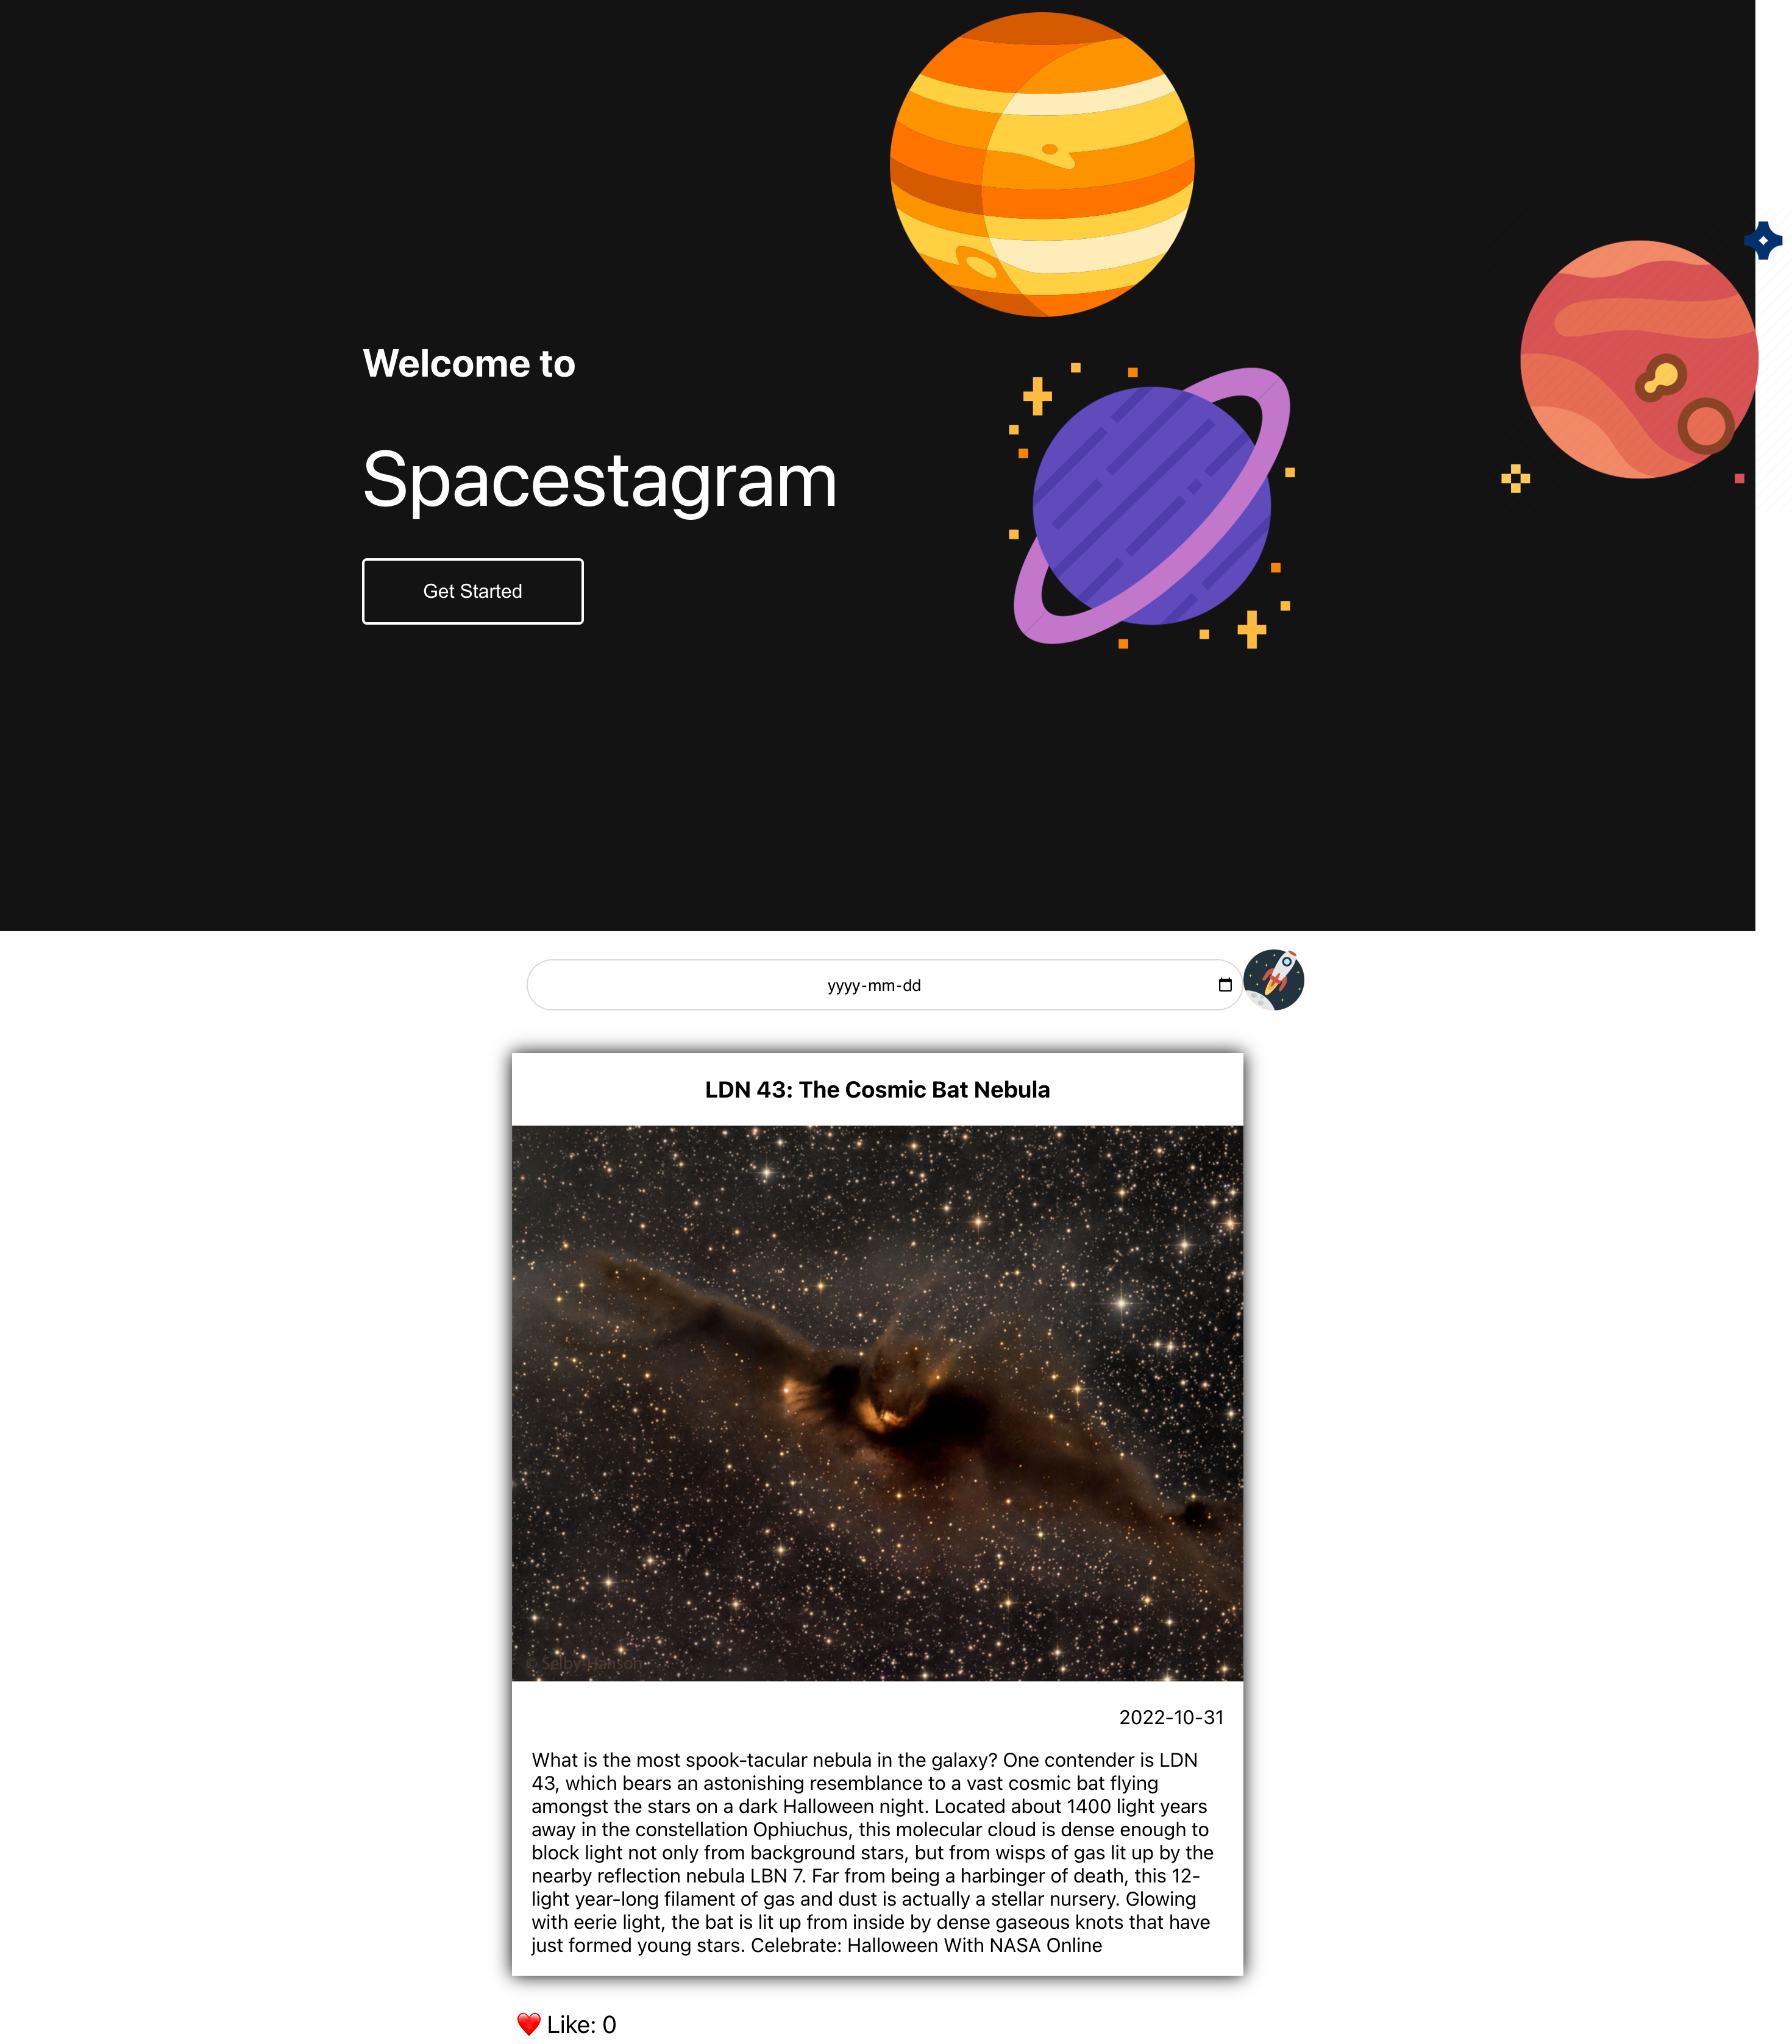 Welcome to
Spacestagram
Get Started
yyyy-mm-dd
LDN 43: The Cosmic Bat Nebula
© Selby-Hanson
2022-10-31
What is the most spook-tacular nebula in the galaxy? One contender is LDN
43, which bears an astonishing resemblance to a vast cosmic bat flying
amongst the stars on a dark Halloween night. Located about 1400 light years
away in the constellation Ophiuchus, this molecular cloud is dense enough to
block light not only from background stars, but from wisps of gas lit up by the
nearby reflection nebula LBN 7. Far from being a harbinger of death, this 12-
light year-long filament of gas and dust is actually a stellar nursery. Glowing
with eerie light, the bat is lit up from inside by dense gaseous knots that have
just formed young stars. Celebrate: Halloween With NASA Online
Like: 0